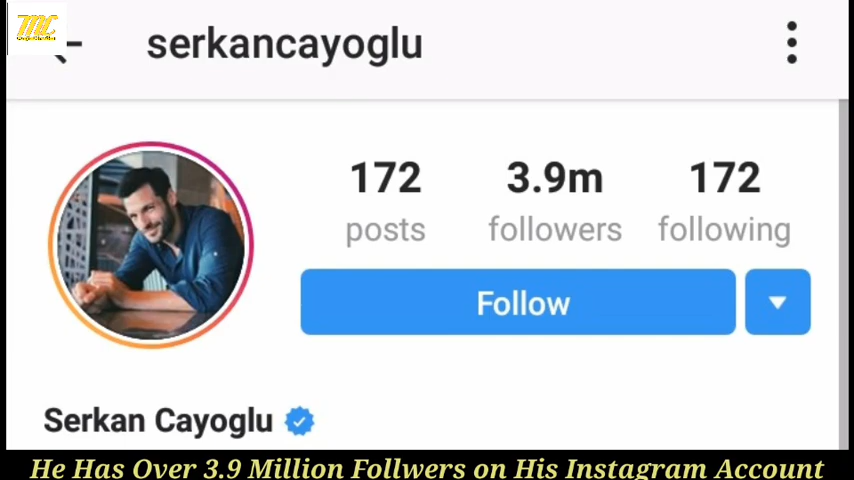 MC
serkancayoglu
172 3.9m 172
posts followers following
Follow
Serkan Cayoglu
He Has Over 3.9 Million Follwers on His Instagram Account